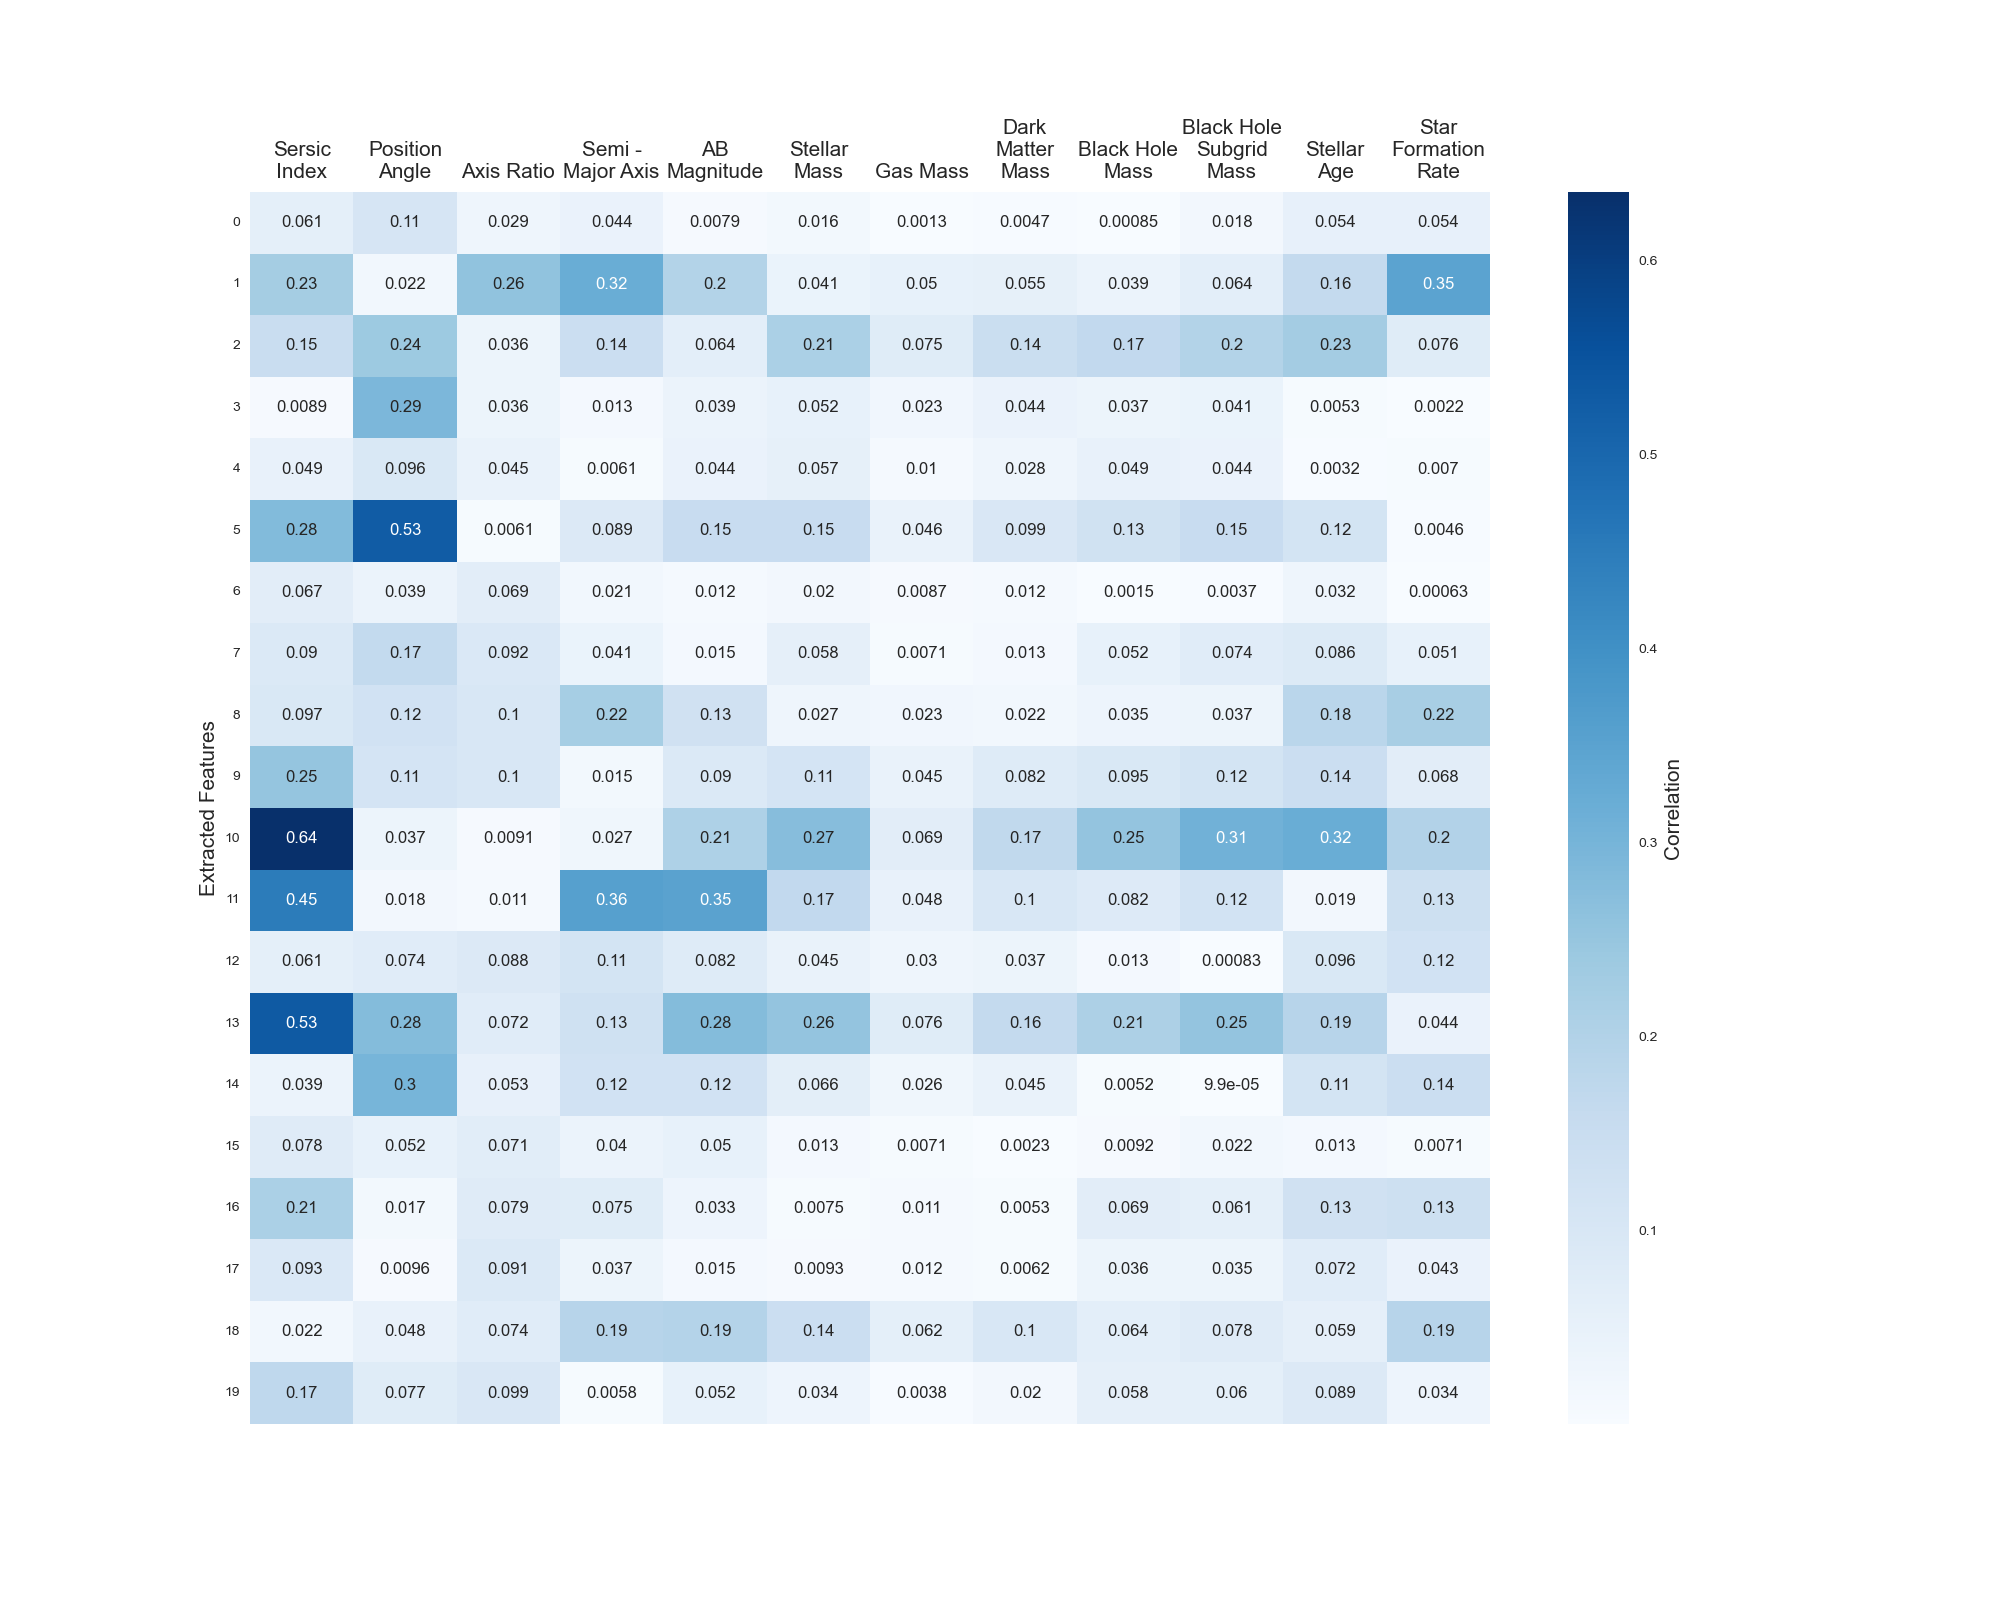 Sersic Index
Position Angle
Axis Ratio
Semi - Major Axis
AB Magnitude
Stellar Mass
Gas Mass
Dark Matter Mass
Black Hole Mass
Black Hole Subgrid Mass
Stellar Age
Star Formation Rate
0 0.061 0.11 0.029 0.044 0.0079 0.016 0.0013 0.0047 0.00085 0.018 0.054 0.054
1 0.23 0.022 0.26 0.32 0.2 0.041 0.05 0.055 0.039 0.064 0.16 0.35
2 0.15 0.24 0.036 0.14 0.064 0.21 0.075 0.14 0.17 0.2 0.23 0.076
3 0.0089 0.29 0.036 0.013 0.039 0.052 0.023 0.044 0.037 0.041 0.0053 0.0022
4 0.049 0.096 0.045 0.0061 0.044 0.057 0.01 0.028 0.049 0.044 0.0032 0.007
5 0.28 0.53 0.0061 0.089 0.15 0.15 0.046 0.099 0.13 0.15 0.12 0.0046
6 0.067 0.039 0.069 0.021 0.012 0.02 0.0087 0.012 0.0015 0.0037 0.032 0.00063
7 0.09 0.17 0.092 0.041 0.015 0.058 0.0071 0.013 0.052 0.074 0.086 0.051
8 0.097 0.12 0.1 0.22 0.13 0.027 0.023 0.022 0.035 0.037 0.18 0.22
9 0.25 0.11 0.1 0.015 0.09 0.11 0.045 0.082 0.095 0.12 0.14 0.068
10 0.64 0.037 0.0091 0.027 0.21 0.27 0.069 0.17 0.25 0.31 0.32 0.2
11 0.45 0.018 0.011 0.36 0.35 0.17 0.048 0.1 0.082 0.12 0.019 0.13
12 0.061 0.074 0.088 0.11 0.082 0.045 0.03 0.037 0.013 0.00083 0.096 0.12
13 0.53 0.28 0.072 0.13 0.28 0.26 0.076 0.16 0.21 0.25 0.19 0.044
14 0.039 0.3 0.053 0.12 0.12 0.066 0.026 0.045 0.0052 9.9e-05 0.11 0.14
15 0.078 0.052 0.071 0.04 0.05 0.013 0.0071 0.0023 0.0092 0.022 0.013 0.0071
16 0.21 0.017 0.079 0.075 0.033 0.0075 0.011 0.0053 0.069 0.061 0.13 0.13
17 0.093 0.0096 0.091 0.037 0.015 0.0093 0.012 0.0062 0.036 0.035 0.072 0.043
18 0.022 0.048 0.074 0.19 0.19 0.14 0.062 0.1 0.064 0.078 0.059 0.19
19 0.17 0.077 0.099 0.0058 0.052 0.034 0.0038 0.02 0.058 0.06 0.089 0.034
Extracted Features
0.6
0.5
0.4
0.3
0.2
0.1
Correlation